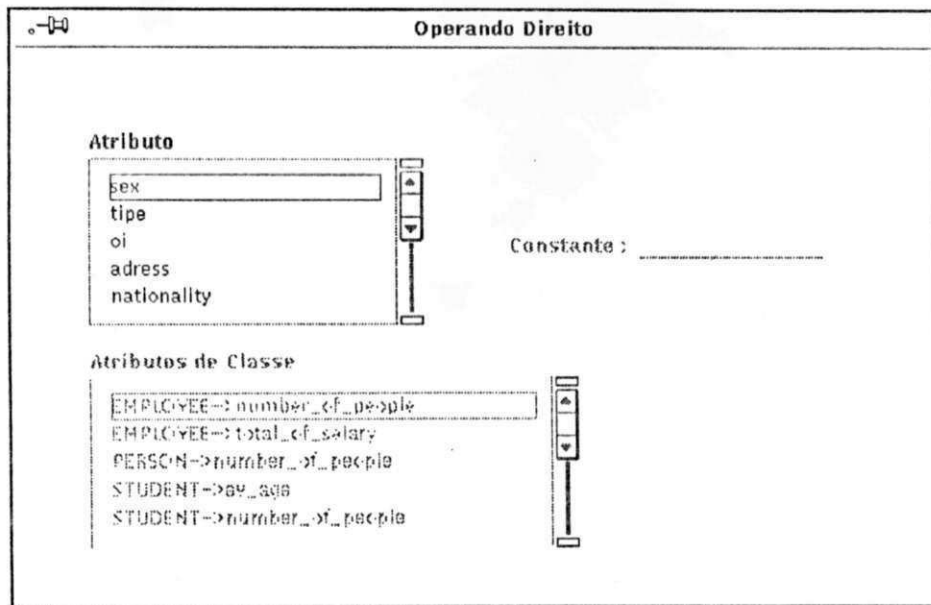 Operando Direito
Atributo
sex
tipe
oi
adress
nationality
Constante :
Atributos de Classe
EMPLOYEE->number_of_people
EMPLOYEE->total_of_salary
PERSON->number_of_people
STUDENT->av_age
STUDENT->number_of_people